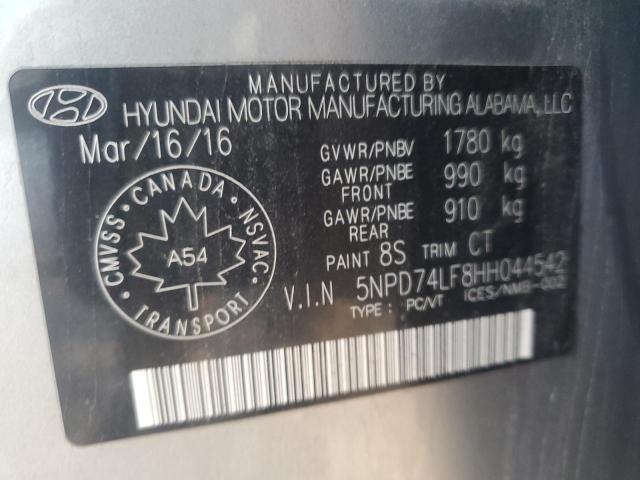 MANUFACTURED BY
HYUNDAI MOTOR MANUFACTURING ALABAMA, LLC
Mar/16/16
GVWR/PNBV 1780 kg
GAWR/PNBE FRONT 990 kg
GAWR/PNBE REAR 910 kg
PAINT 8S TRIM CT
V.I.N 5NPD74LF8HH044542
TYPE : PC/VT ICES/NMB-002
CMVSS • CANADA • NSVAC
A54
TRANSPORT